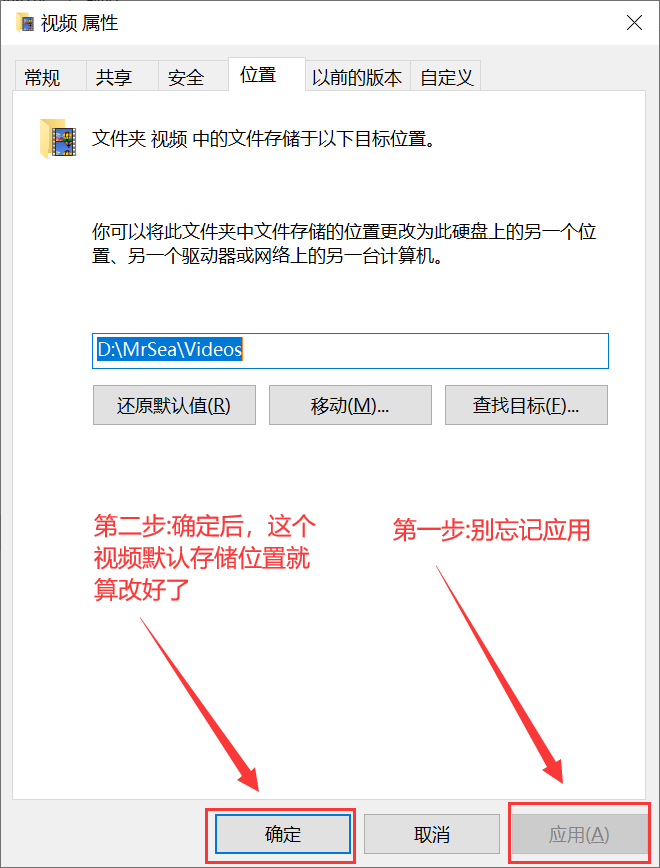 视频 属性
常规 共享 安全 位置 以前的版本 自定义
文件夹 视频 中的文件存储于以下目标位置。
你可以将此文件夹中文件存储的位置更改为此硬盘上的另一个位
置、另一个驱动器或网络上的另一台计算机。
D:\MrSea\Videos
还原默认值(R) 移动(M)... 查找目标(F)...
第二步:确定后，这个
视频默认存储位置就
算改好了
第一步:别忘记应用
确定 取消 应用(A)